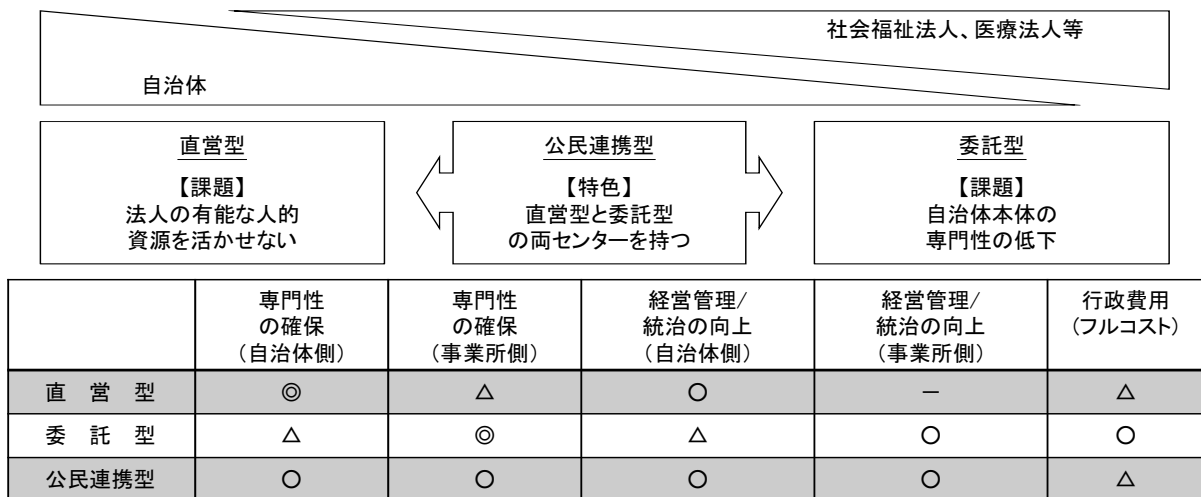 社会福祉法人、医療法人等
自治体
直営型
【課題】
法人の有能な人的
資源を活かせない
公民連携型
【特色】
直営型と委託型
の両センターを持つ
委託型
【課題】
自治体本体の
専門性の低下
専門性
の確保
（自治体側）
専門性
の確保
（事業所側）
経営管理/
統治の向上
（自治体側）
経営管理/
統治の向上
（事業所側）
行政費用
（フルコスト）
直　営　型 ◎ △ ○ － △
委　託　型 △ ◎ △ ○ ○
公民連携型 ○ ○ ○ ○ △